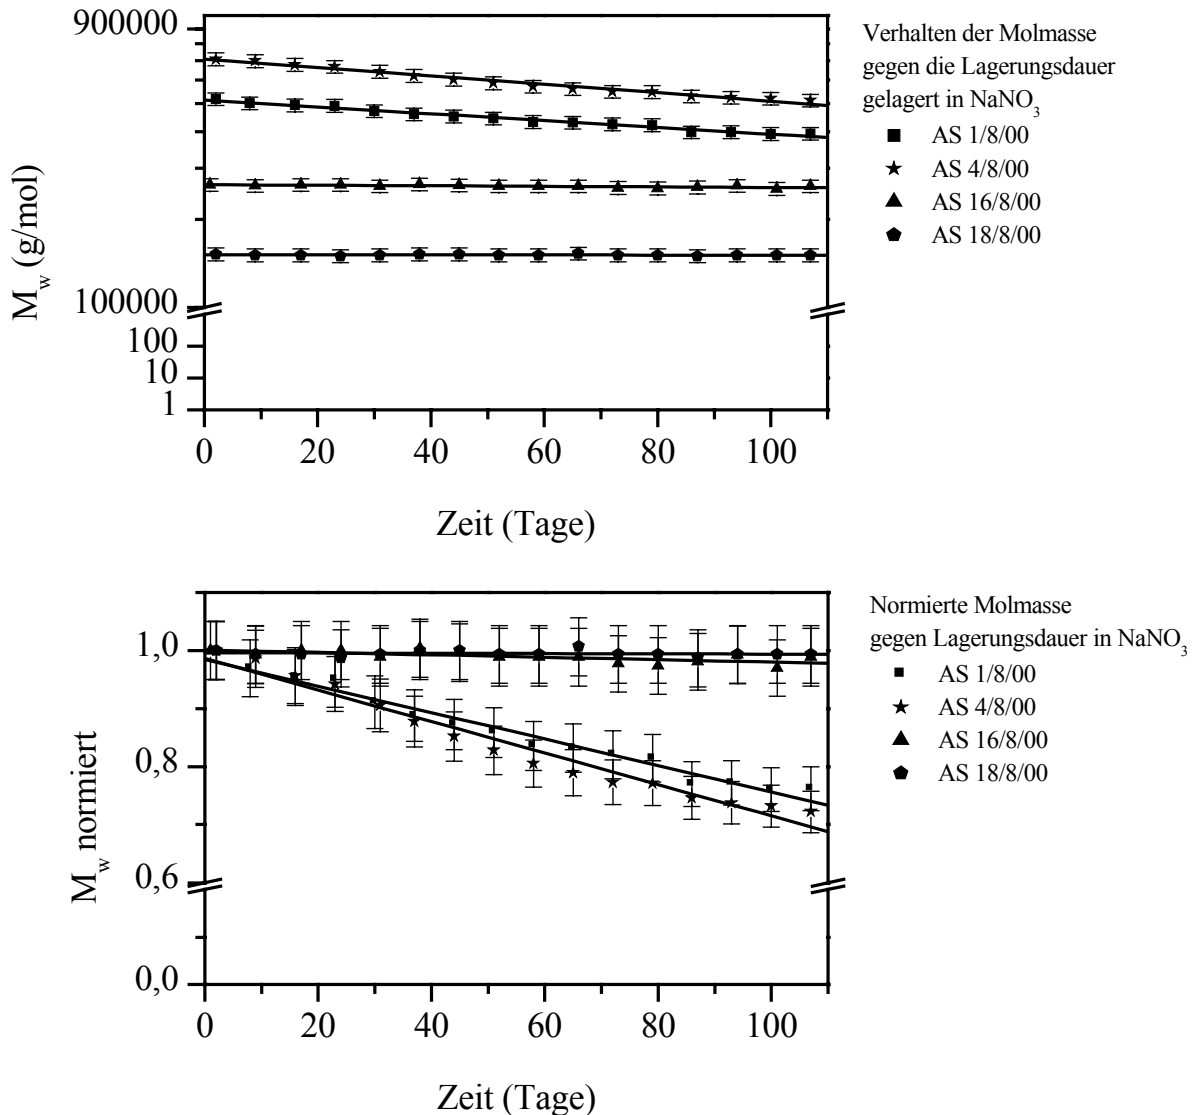 900000
100000
100
10
1
M_w (g/mol)
0 20 40 60 80 100
Zeit (Tage)
Verhalten der Molmasse
gegen die Lagerungsdauer
gelagert in NaNO₃
AS 1/8/00
AS 4/8/00
AS 16/8/00
AS 18/8/00
1,0
0,8
0,6
0,0
M_w normiert
0 20 40 60 80 100
Zeit (Tage)
Normierte Molmasse
gegen Lagerungsdauer in NaNO₃
AS 1/8/00
AS 4/8/00
AS 16/8/00
AS 18/8/00